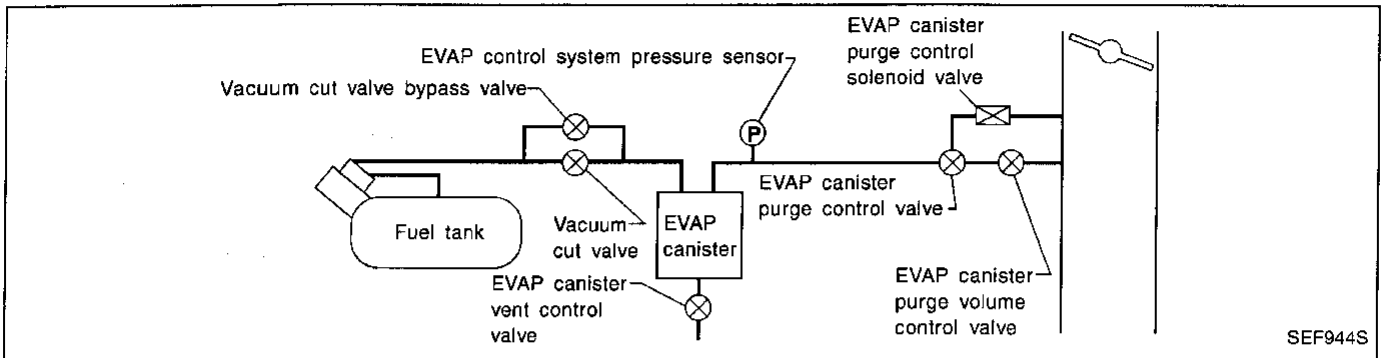 EVAP canister
purge control
solenoid valve
EVAP control system pressure sensor
Vacuum cut valve bypass valve
P
EVAP canister
purge control valve
Fuel tank
Vacuum
cut valve
EVAP
canister
EVAP canister
vent control
valve
EVAP canister
purge volume
control valve
SEF944S